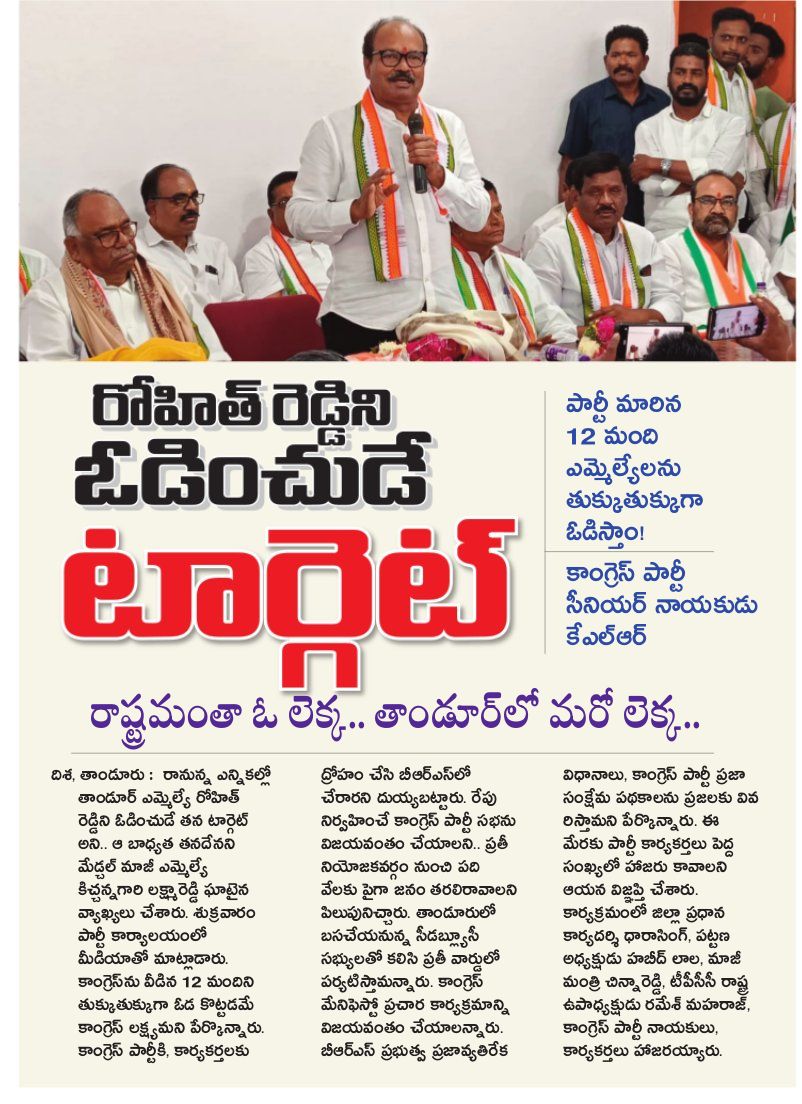 రోహిత్ రెడ్డిని
ఓడించుడే
టార్గెట్
పార్టీ మారిన
12 మంది
ఎమ్మెల్యేలను
తుక్కుతుక్కుగా
ఓడిస్తాం!
కాంగ్రెస్ పార్టీ
సీనియర్ నాయకుడు
కేఎల్ఆర్
రాష్ట్రమంతా ఓ లెక్క.. తాండూర్‌లో మరో లెక్క..
దిశ, తాండూరు : రానున్న ఎన్నికల్లో
తాండూర్ ఎమ్మెల్యే రోహిత్
రెడ్డిని ఓడించుడే తన టార్గెట్
అని.. ఆ బాధ్యత తనదేనని
మేడ్చల్ మాజీ ఎమ్మెల్యే
కిచ్చన్నగారి లక్ష్మారెడ్డి ఘాటైన
వ్యాఖ్యలు చేశారు. శుక్రవారం
పార్టీ కార్యాలయంలో
మీడియాతో మాట్లాడారు.
కాంగ్రెస్‌ను వీడిన 12 మందిని
తుక్కుతుక్కుగా ఓడ కొట్టడమే
కాంగ్రెస్ లక్ష్యమని పేర్కొన్నారు.
కాంగ్రెస్ పార్టీకి, కార్యకర్తలకు
ద్రోహం చేసి బీఆర్ఎస్‌లో
చేరారని దుయ్యబట్టారు. రేపు
నిర్వహించే కాంగ్రెస్ పార్టీ సభను
విజయవంతం చేయాలని.. ప్రతీ
నియోజకవర్గం నుంచి పది
వేలకు పైగా జనం తరలిరావాలని
పిలుపునిచ్చారు. తాండూరులో
బసచేయనున్న సీడబ్ల్యూసీ
సభ్యులతో కలిసి ప్రతీ వార్డులో
పర్యటిస్తామన్నారు. కాంగ్రెస్
మేనిఫెస్టో ప్రచార కార్యక్రమాన్ని
విజయవంతం చేయాలన్నారు.
బీఆర్ఎస్ ప్రభుత్వ ప్రజావ్యతిరేక
విధానాలు, కాంగ్రెస్ పార్టీ ప్రజా
సంక్షేమ పథకాలను ప్రజలకు వివ
రిస్తామని పేర్కొన్నారు. ఈ
మేరకు పార్టీ కార్యకర్తలు పెద్ద
సంఖ్యలో హాజరు కావాలని
ఆయన విజ్ఞప్తి చేశారు.
కార్యక్రమంలో జిల్లా ప్రధాన
కార్యదర్శి ధారాసింగ్, పట్టణ
అధ్యక్షుడు హబీద్ లాల, మాజీ
మంత్రి చిన్నారెడ్డి, టీపీసీసీ రాష్ట్ర
ఉపాధ్యక్షుడు రమేశ్ మహరాజ్,
కాంగ్రెస్ పార్టీ నాయకులు,
కార్యకర్తలు హాజరయ్యారు.